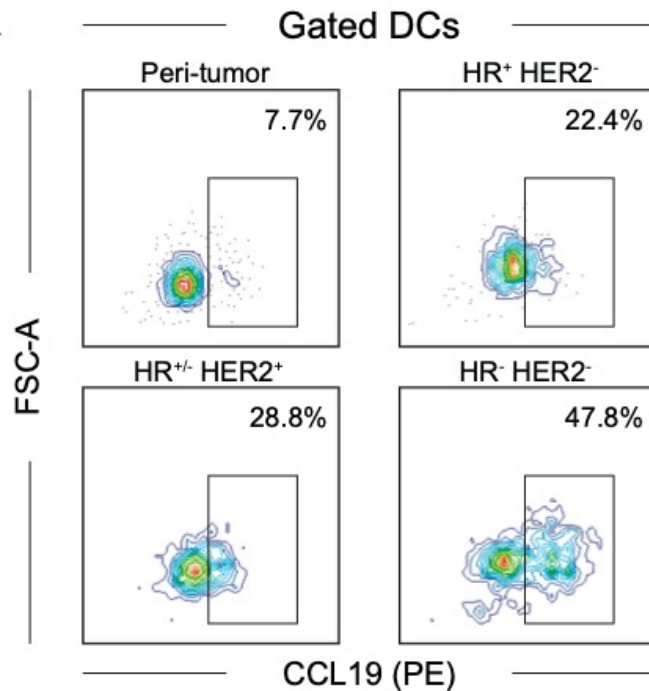 Gated DCs
Peri-tumor
HR⁺ HER2⁻
7.7%
22.4%
HR⁺/⁻ HER2⁺
HR⁻ HER2⁻
28.8%
47.8%
FSC-A
CCL19 (PE)